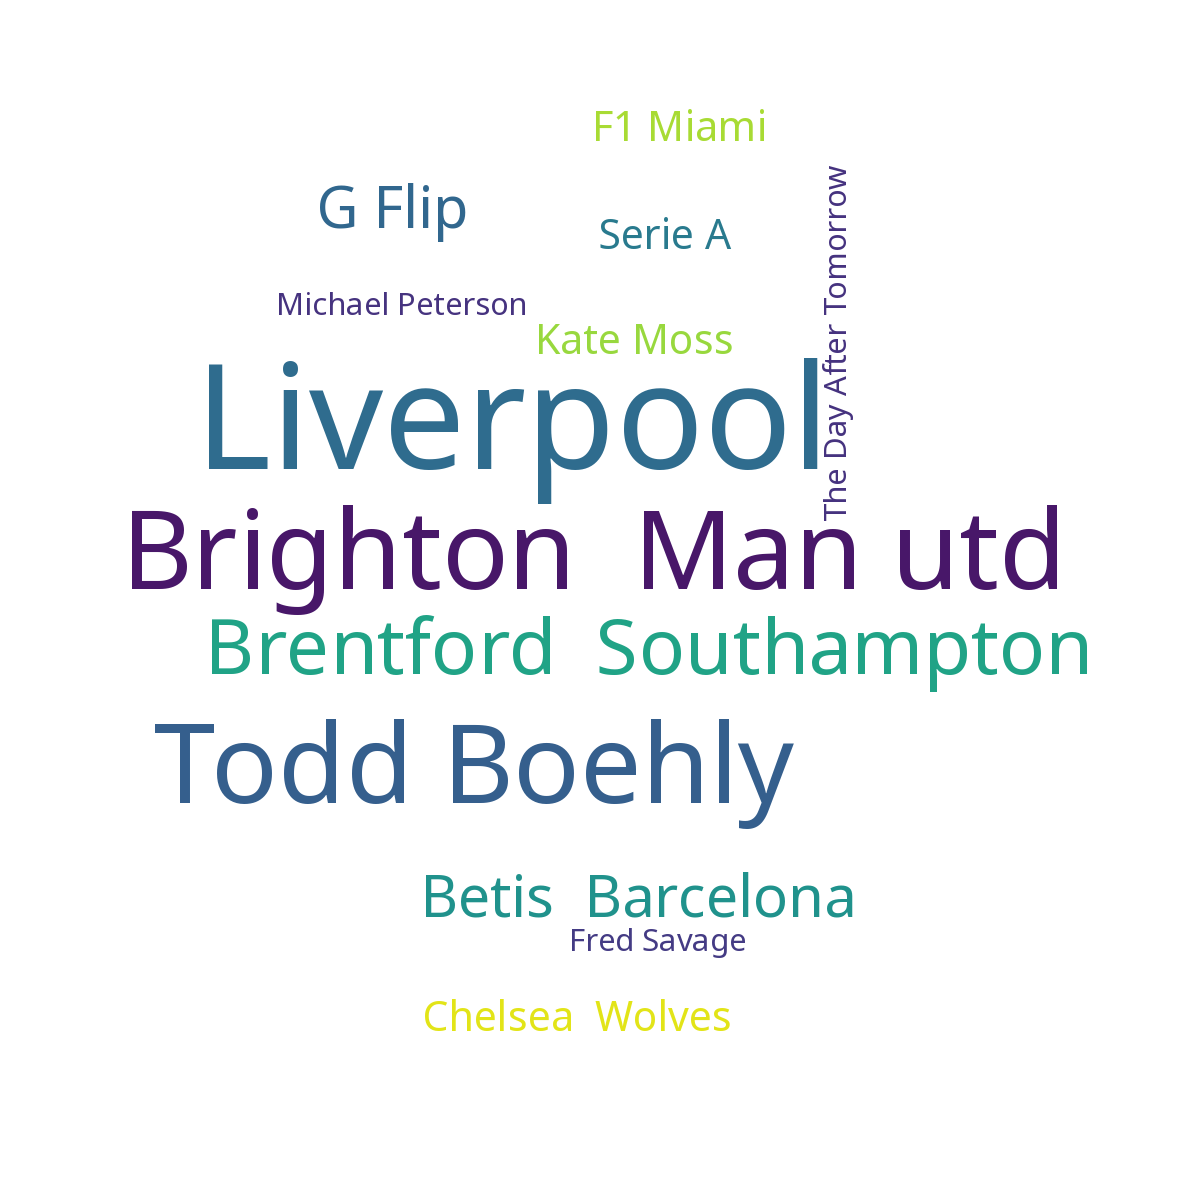 F1 Miami
G Flip
Serie A
The Day After Tomorrow
Michael Peterson
Kate Moss
Liverpool
Brighton  Man utd
Brentford  Southampton
Todd Boehly
Betis  Barcelona
Fred Savage
Chelsea  Wolves